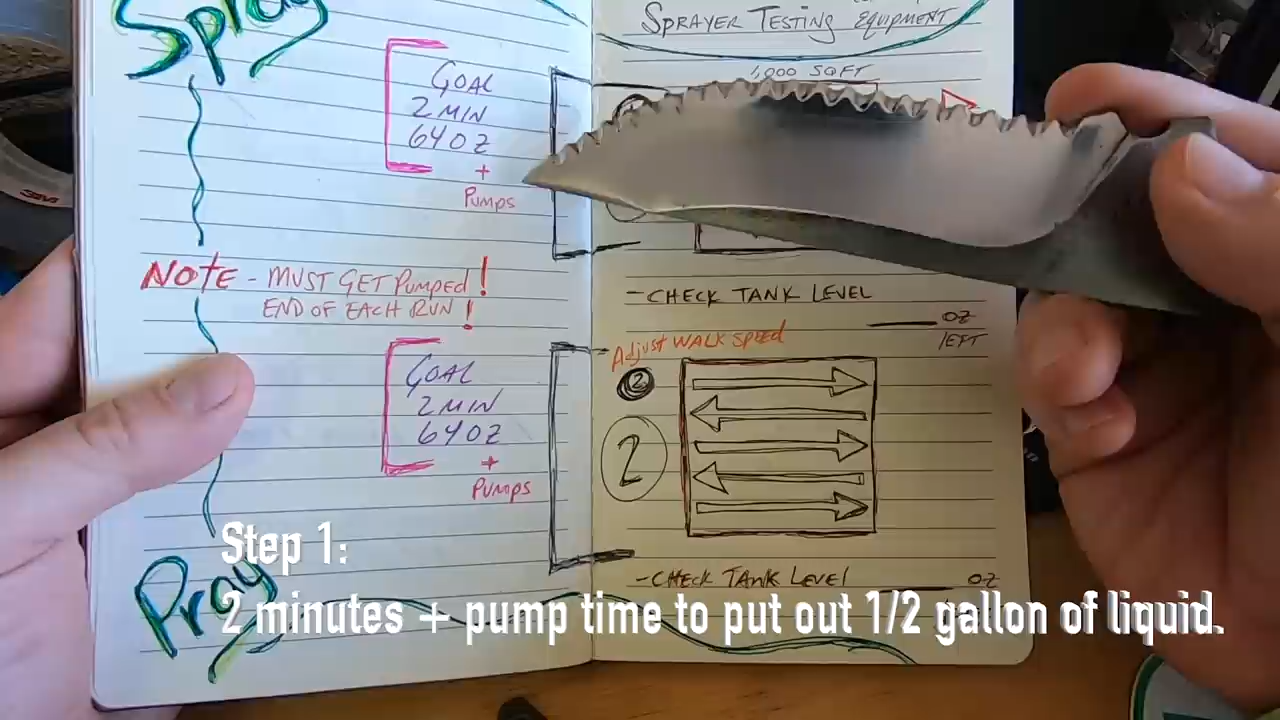 Spray
GOAL
2 MIN
64 OZ
+
Pumps
NOTE - MUST GET Pumped!
END OF EACH RUN!
GOAL
2 MIN
64 OZ
+
Pumps
Pray
SPRAYER TESTING EQUIPMENT
1,000 SQFT
- CHECK TANK LEVEL
OZ
/LEFT
Adjust WALK SPEED
2
2
- CHECK TANK LEVEL
OZ
3M
Step 1:
2 minutes + pump time to put out 1/2 gallon of liquid.